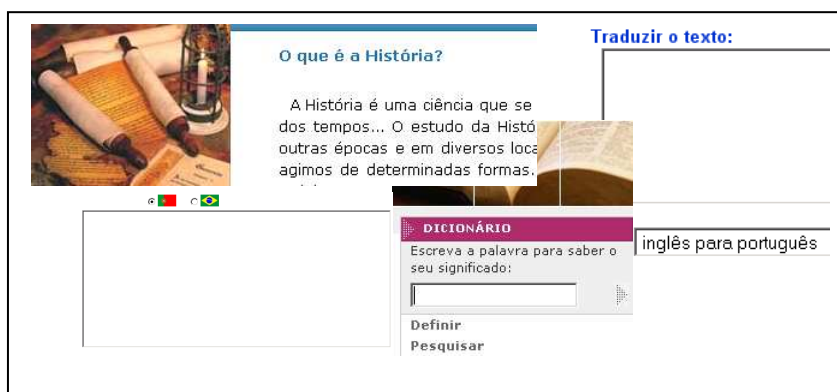 O que é a História?
A História é uma ciência que se
dos tempos... O estudo da Histó
outras épocas e em diversos loca
agimos de determinadas formas.
Traduzir o texto:
inglês para português
DICIONÁRIO
Escreva a palavra para saber o
seu significado:
Definir
Pesquisar